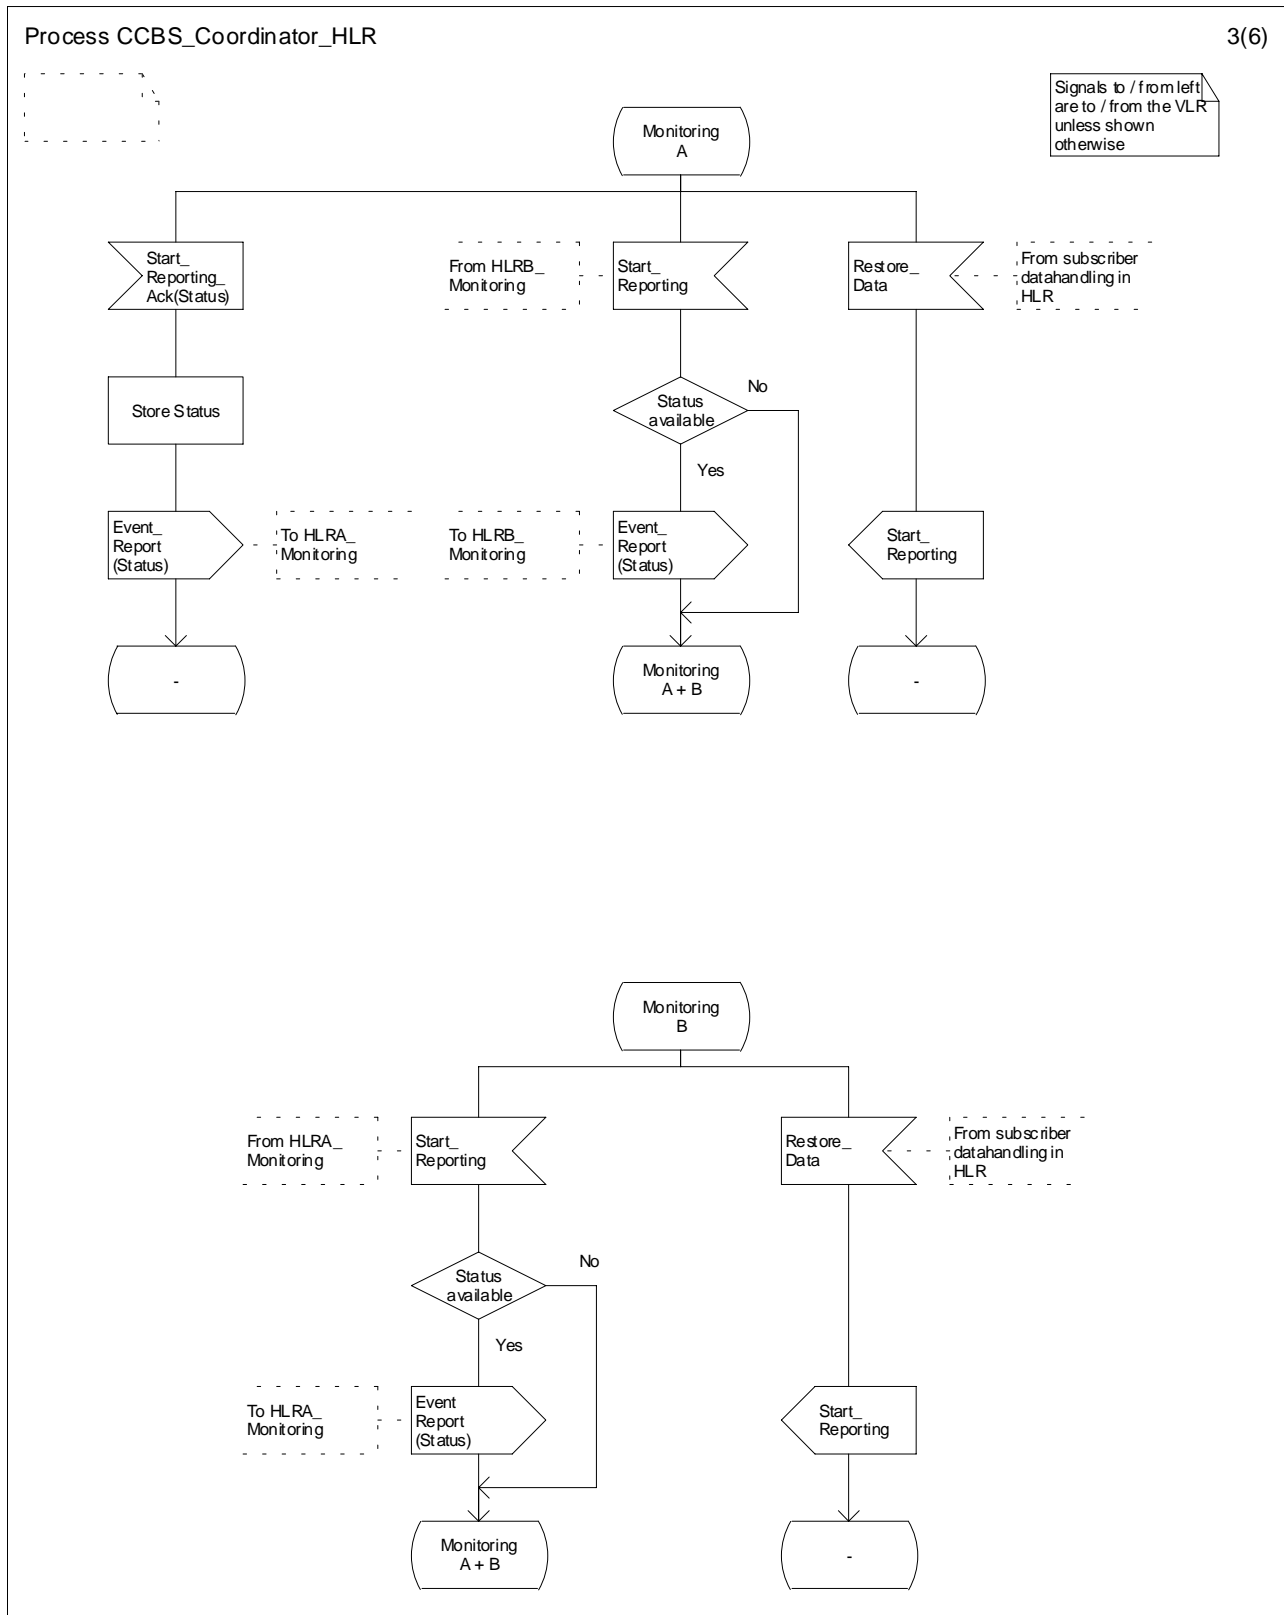 Process CCBS_Coordinator_HLR
3(6)
Signals to / from left
are to / from the VLR
unless shown
otherwise
Monitoring
A
Start_
Reporting_
Ack(Status)
From HLRB_
Monitoring
Start_
Reporting
Restore_
Data
From subscriber
datahandling in
HLR
Store Status
Status
available
No
Yes
Event_
Report
(Status)
To HLRA_
Monitoring
To HLRB_
Monitoring
Event_
Report
(Status)
Start_
Reporting
-
Monitoring
A + B
-
Monitoring
B
From HLRA_
Monitoring
Start_
Reporting
Restore_
Data
From subscriber
datahandling in
HLR
Status
available
No
Yes
To HLRA_
Monitoring
Event
Report
(Status)
Start_
Reporting
Monitoring
A + B
-